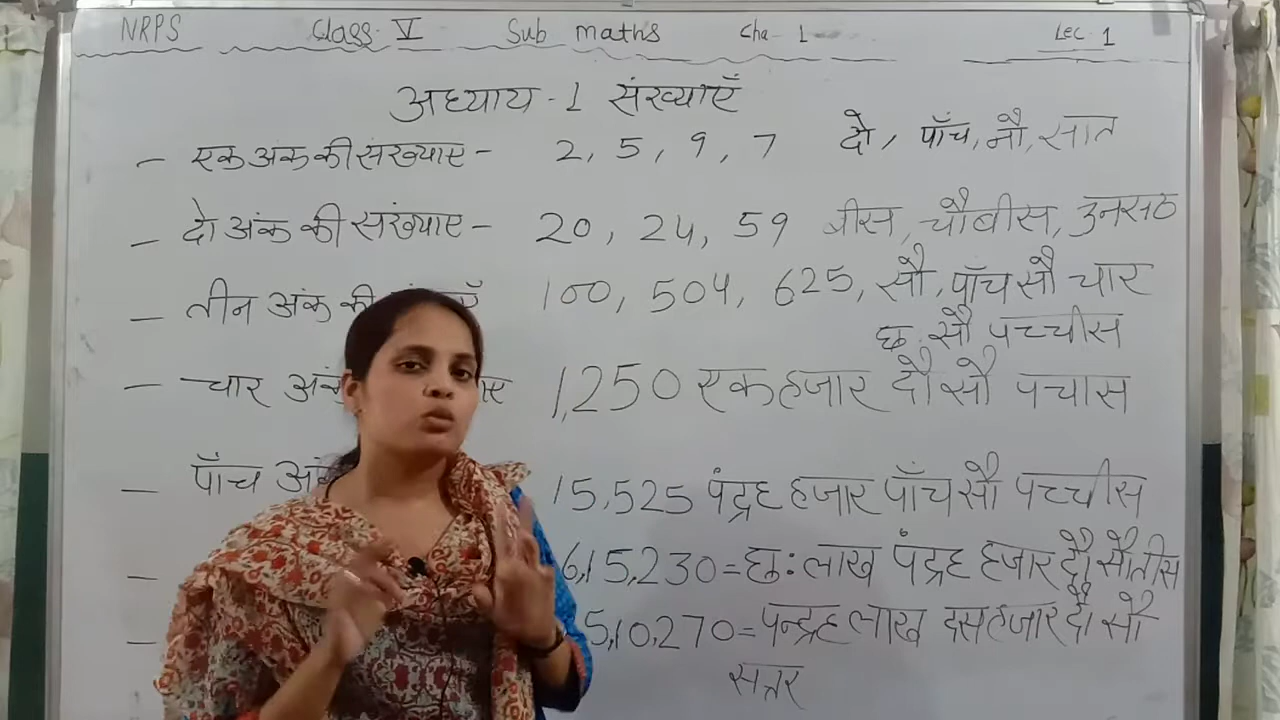 NRPS Class V Sub maths Cha - 1 Lec. 1
अध्याय - 1 संख्याएँ
- एक अंक की संख्याए - 2, 5, 9, 7 दो, पाँच, नौ, सात
- दो अंक की संख्याए - 20, 24, 59 बीस, चौबीस, उनसठ
- तीन अंक की 100, 504, 625, सौ, पाँच सौ चार
छ: सौ पच्चीस
- चार 1,250 एक हजार दौ सौ पचास
- पाँच 15,525 पंद्रह हजार पाँच सौ पच्चीस
- 6,15,230 = छ: लाख पंद्रह हजार दौ सौ तीस
- 5,10,270 = पन्द्रह लाख दस हजार दौ सौ
सत्तर